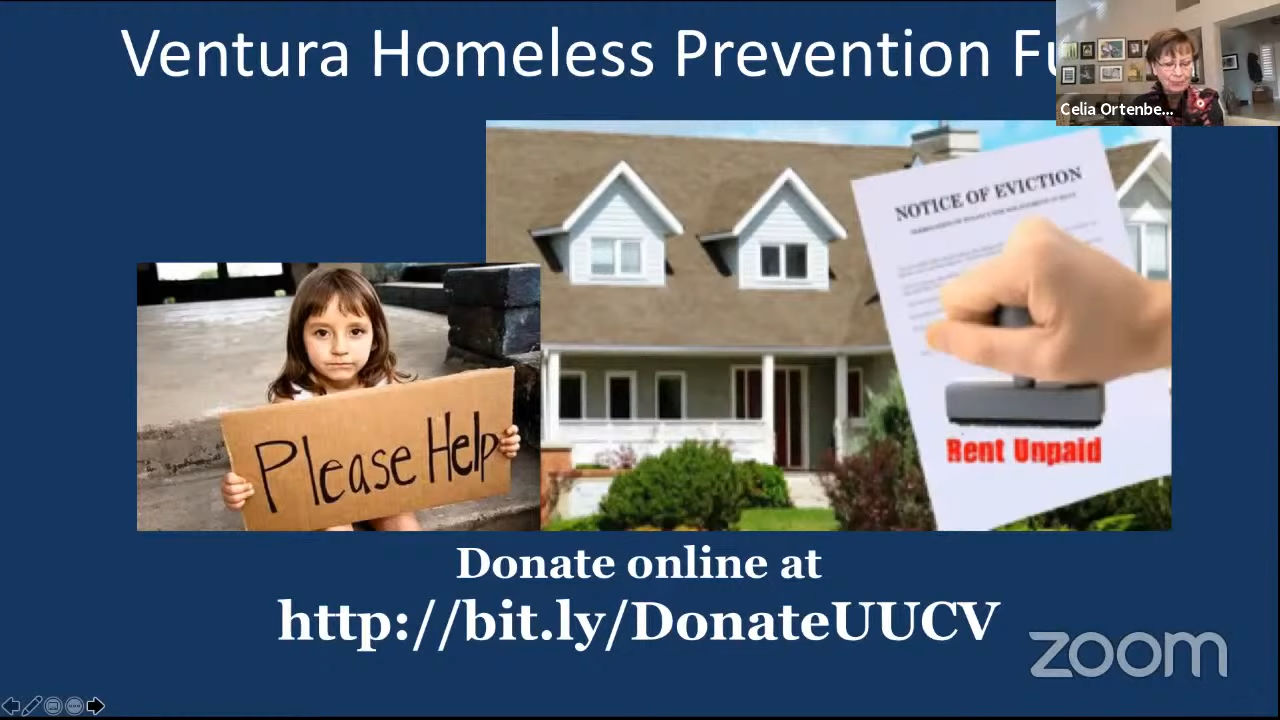 Ventura Homeless Prevention Fu
Celia Ortenbe...
NOTICE OF EVICTION
Please Help
Rent Unpaid
Donate online at
http://bit.ly/DonateUUCV
zoom